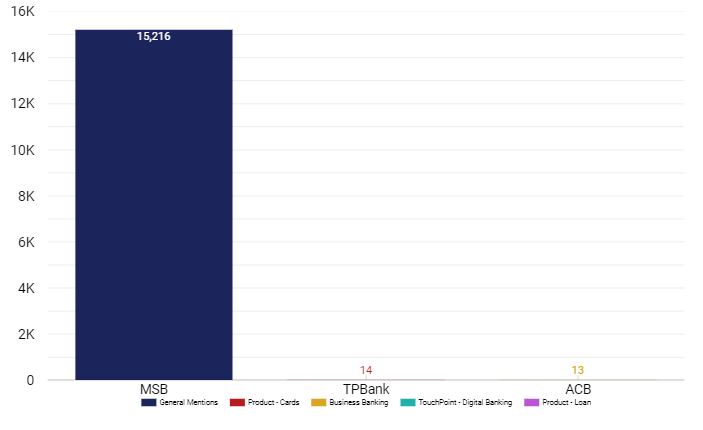 16K
14K
12K
10K
8K
6K
4K
2K
0
15,216
14
13
MSB
TPBank
ACB
General Mentions
Product - Cards
Business Banking
TouchPoint - Digital Banking
Product - Loan